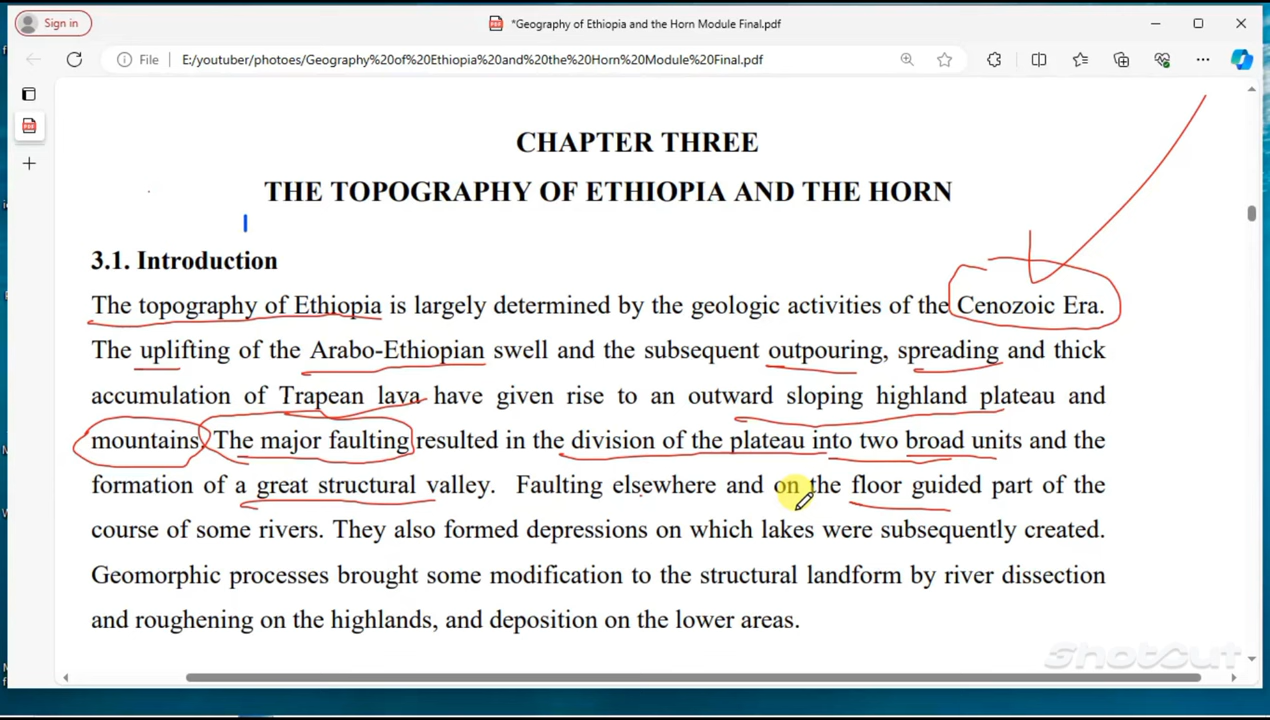 Sign in
*Geography of Ethiopia and the Horn Module Final.pdf
File
E:/youtuber/photoes/Geography%20of%20Ethiopia%20and%20the%20Horn%20Module%20Final.pdf
CHAPTER THREE
THE TOPOGRAPHY OF ETHIOPIA AND THE HORN
3.1. Introduction
The topography of Ethiopia is largely determined by the geologic activities of the Cenozoic Era.
The uplifting of the Arabo-Ethiopian swell and the subsequent outpouring, spreading and thick
accumulation of Trapean lava have given rise to an outward sloping highland plateau and
mountains. The major faulting resulted in the division of the plateau into two broad units and the
formation of a great structural valley. Faulting elsewhere and on the floor guided part of the
course of some rivers. They also formed depressions on which lakes were subsequently created.
Geomorphic processes brought some modification to the structural landform by river dissection
and roughening on the highlands, and deposition on the lower areas.
Shotcut